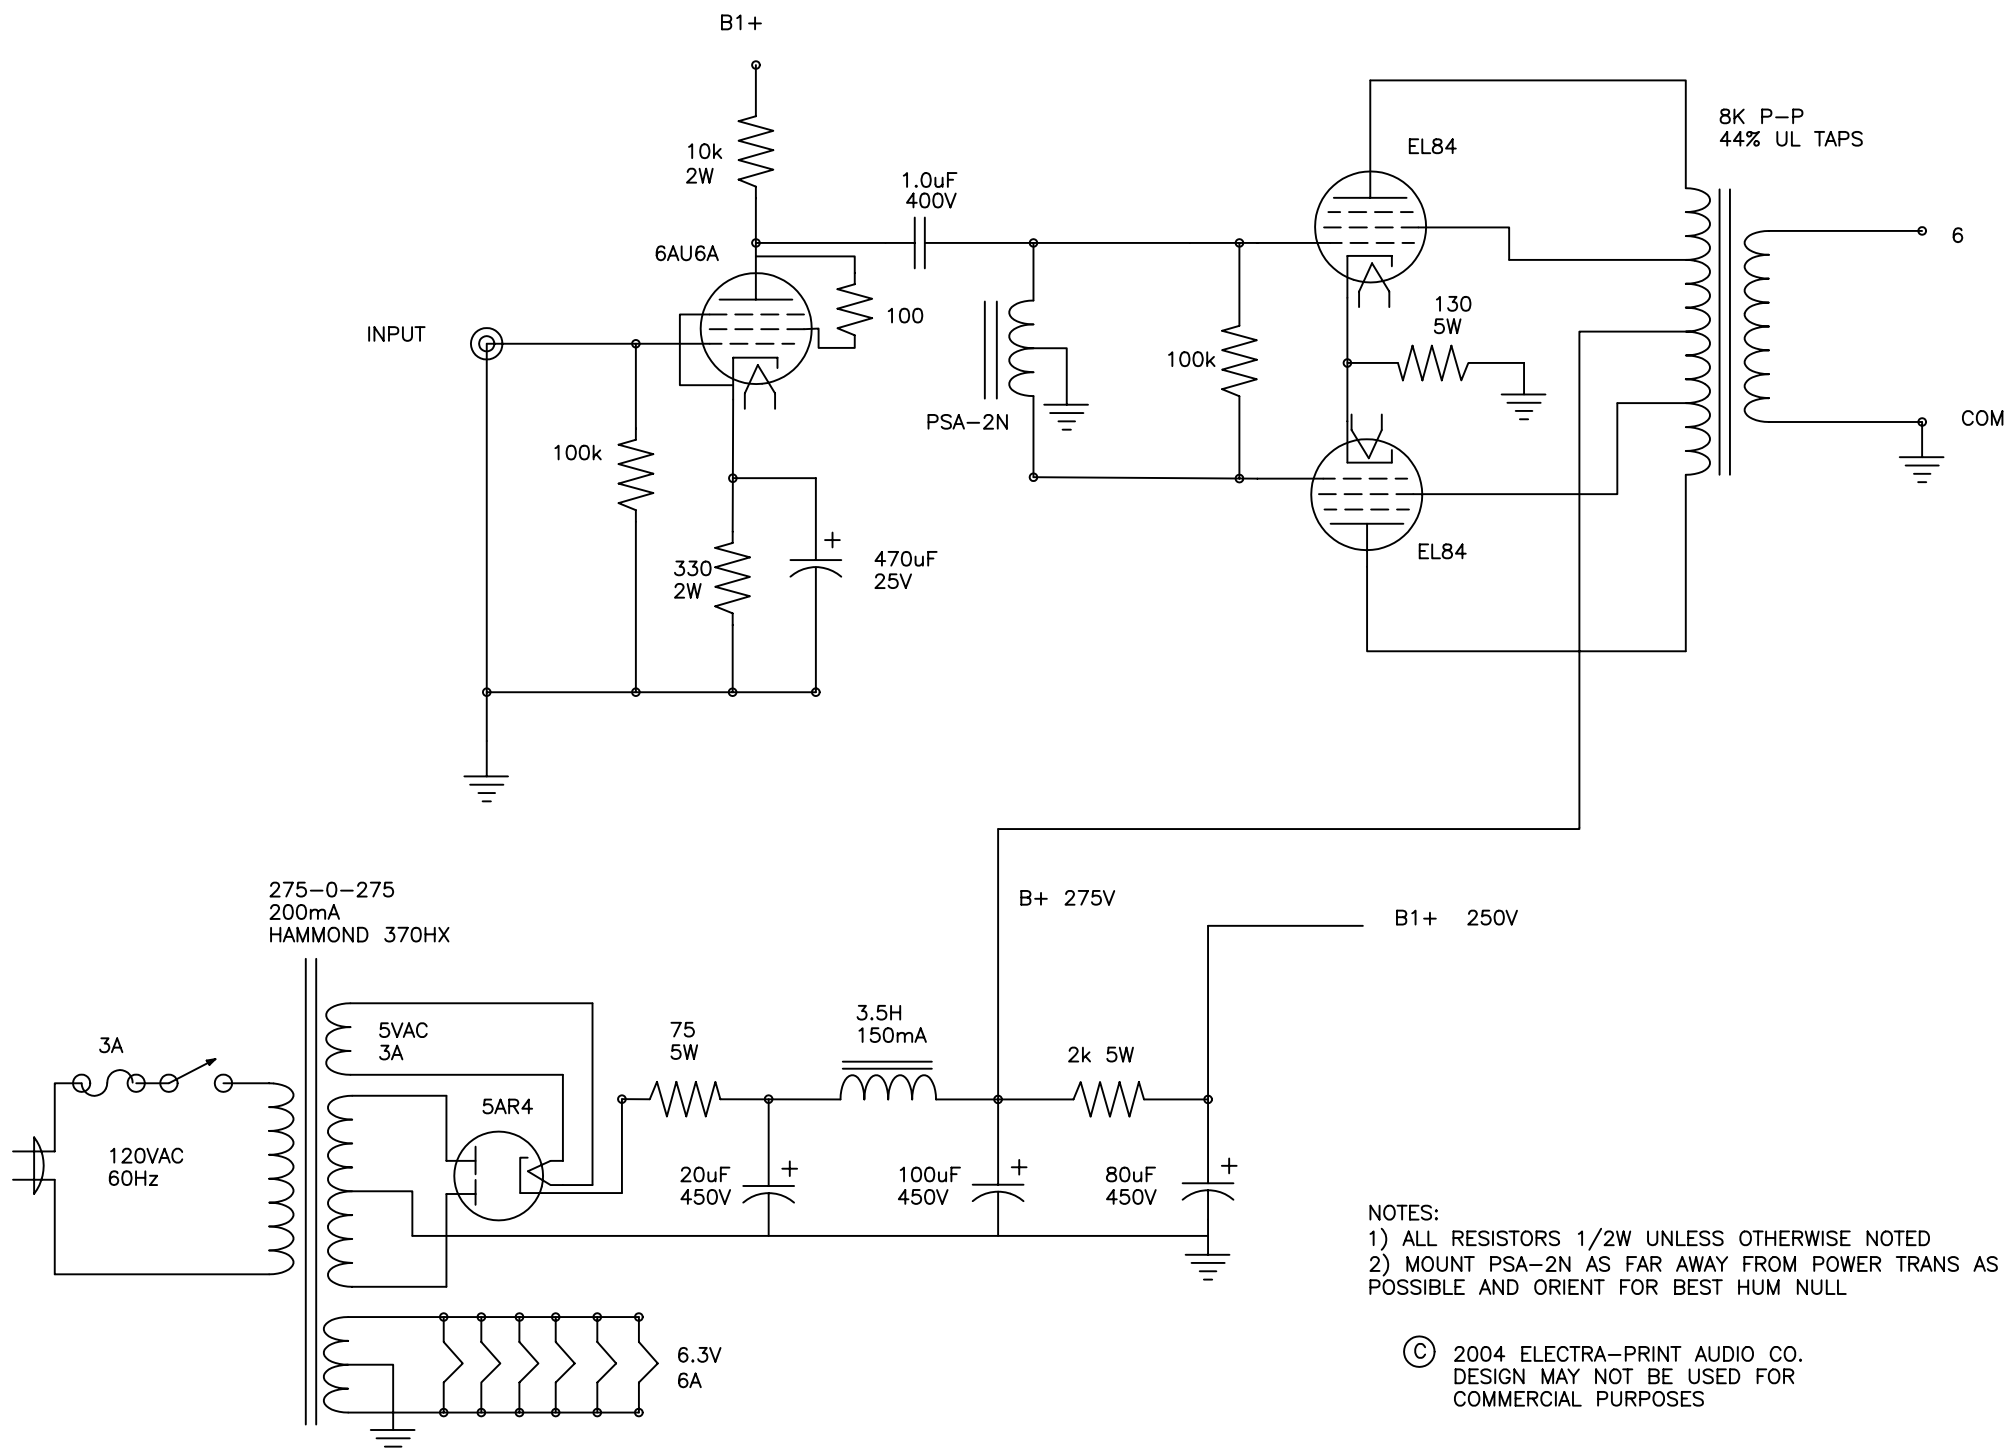 B1+
10k
2W
1.0uF
400V
6AU6A
100
INPUT
100k
330
2W
470uF
25V
PSA-2N
100k
EL84
130
5W
EL84
8K P-P
44% UL TAPS
6
COM
275-0-275
200mA
HAMMOND 370HX
B+ 275V
B1+ 250V
3A
120VAC
60Hz
5VAC
3A
5AR4
75
5W
3.5H
150mA
2k 5W
+
20uF
450V
+
100uF
450V
+
80uF
450V
+
6.3V
6A
NOTES:
1) ALL RESISTORS 1/2W UNLESS OTHERWISE NOTED
2) MOUNT PSA-2N AS FAR AWAY FROM POWER TRANS AS
POSSIBLE AND ORIENT FOR BEST HUM NULL
© 2004 ELECTRA-PRINT AUDIO CO.
DESIGN MAY NOT BE USED FOR
COMMERCIAL PURPOSES